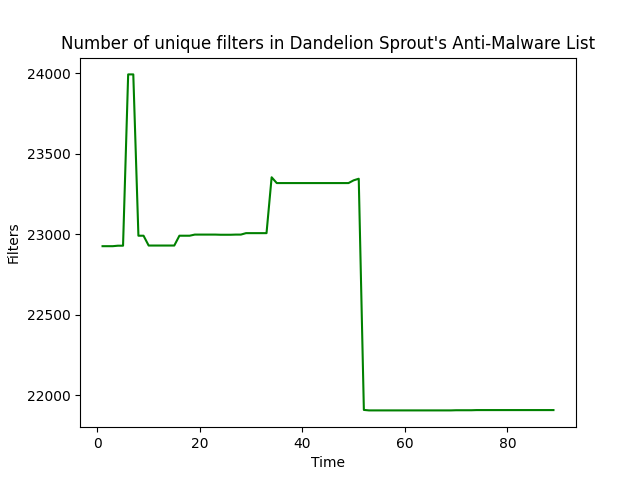 Number of unique filters in Dandelion Sprout's Anti-Malware List
24000
23500
23000
22500
22000
Filters
0 20 40 60 80
Time